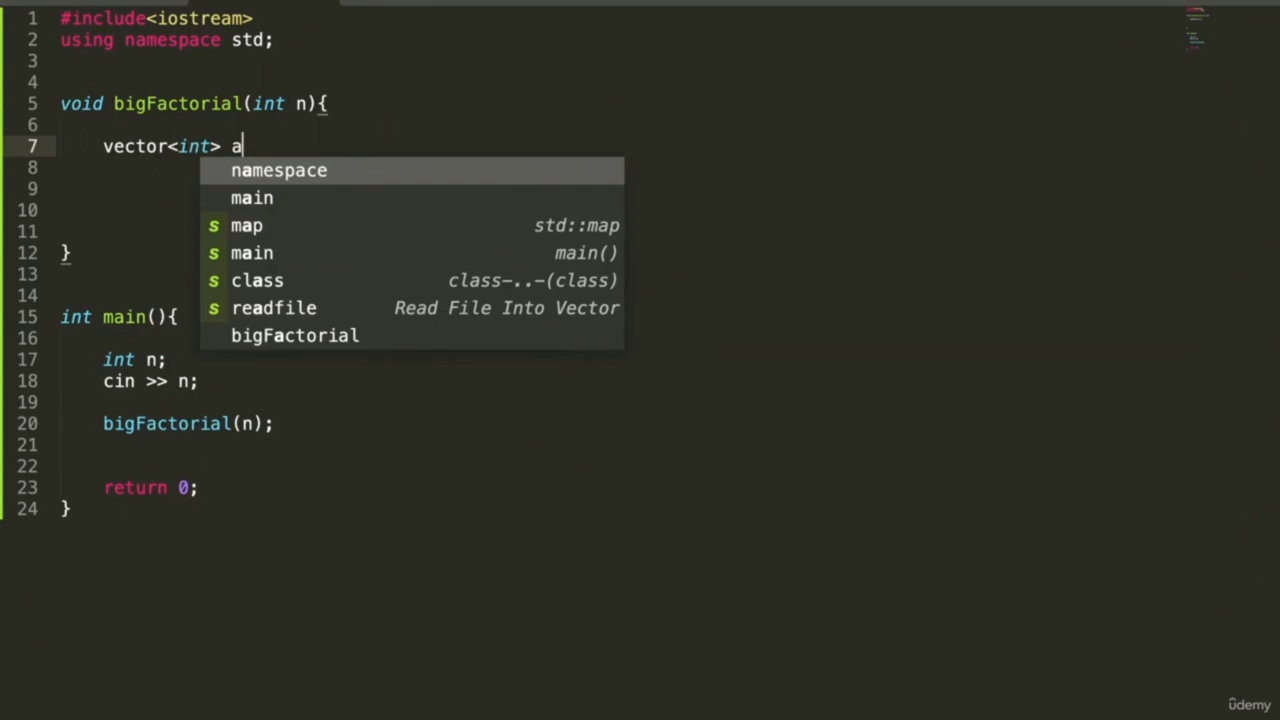 1 #include<iostream>
2 using namespace std;
3
4
5 void bigFactorial(int n){
6
7 vector<int> a
8 namespace
9 main
10 s map std::map
11 s main main()
12 } s class class-..-(class)
13 s readfile Read File Into Vector
14 bigFactorial
15 int main(){
16
17 int n;
18 cin >> n;
19
20 bigFactorial(n);
21
22
23 return 0;
24 }
ûdemy